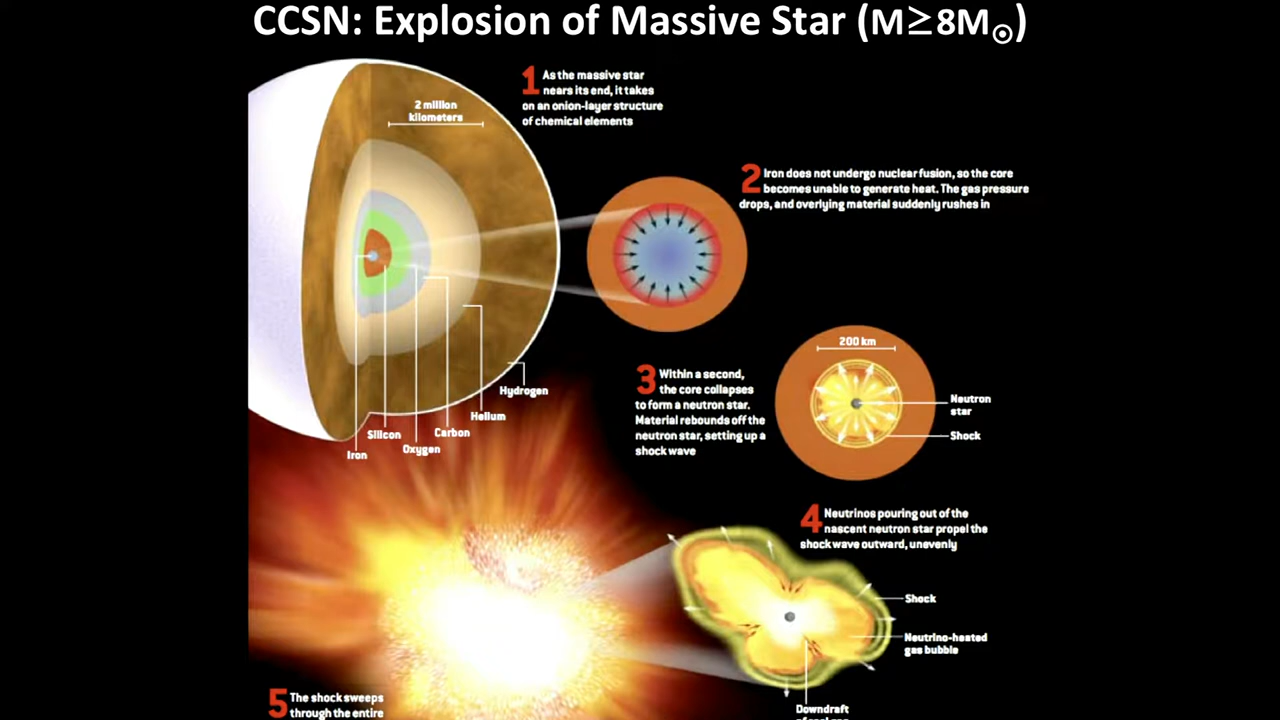 CCSN: Explosion of Massive Star (M≥8M☉)
1 As the massive star
nears its end, it takes
on an onion-layer structure
of chemical elements
2 million
kilometers
2 Iron does not undergo nuclear fusion, so the core
becomes unable to generate heat. The gas pressure
drops, and overlying material suddenly rushes in
Hydrogen
Helium
Carbon
Oxygen
Silicon
Iron
3 Within a second,
the core collapses
to form a neutron star.
Material rebounds off the
neutron star, setting up a
shock wave
200 km
Neutron
star
Shock
4 Neutrinos pouring out of the
nascent neutron star propel the
shock wave outward, unevenly
Shock
Neutrino-heated
gas bubble
Downdraft
5 The shock sweeps
through the entire